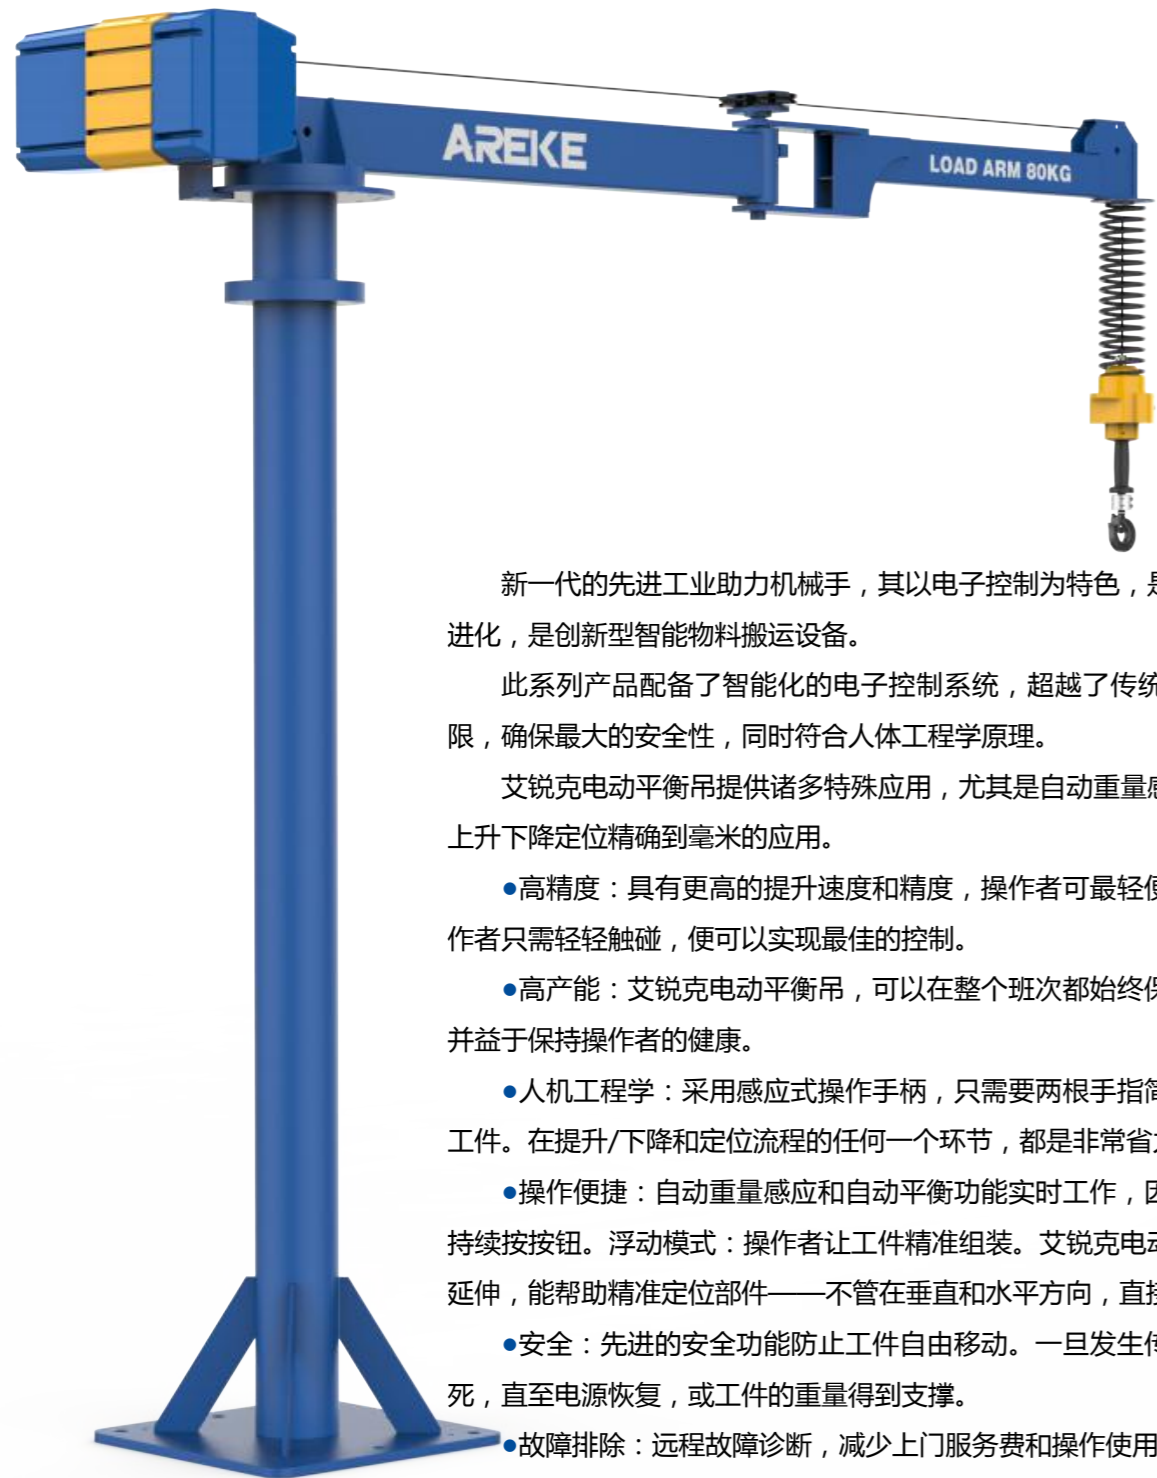 AREKE
LOAD ARM 80KG
新一代的先进工业助力机械手，其以电子控制为特色，是
进化，是创新型智能物料搬运设备。
此系列产品配备了智能化的电子控制系统，超越了传统
限，确保最大的安全性，同时符合人体工程学原理。
艾锐克电动平衡吊提供诸多特殊应用，尤其是自动重量感
上升下降定位精确到毫米的应用。
●高精度：具有更高的提升速度和精度，操作者可最轻便
作者只需轻轻触碰，便可以实现最佳的控制。
●高产能：艾锐克电动平衡吊，可以在整个班次都始终保
并益于保持操作者的健康。
●人机工程学：采用感应式操作手柄，只需要两根手指简
工件。在提升/下降和定位流程的任何一个环节，都是非常省
●操作便捷：自动重量感应和自动平衡功能实时工作，因
持续按按钮。浮动模式：操作者让工件精准组装。艾锐克电动
延伸，能帮助精准定位部件——不管在垂直和水平方向，直接
●安全：先进的安全功能防止工件自由移动。一旦发生传
死，直至电源恢复，或工件的重量得到支撑。
●故障排除：远程故障诊断，减少上门服务费和操作使用